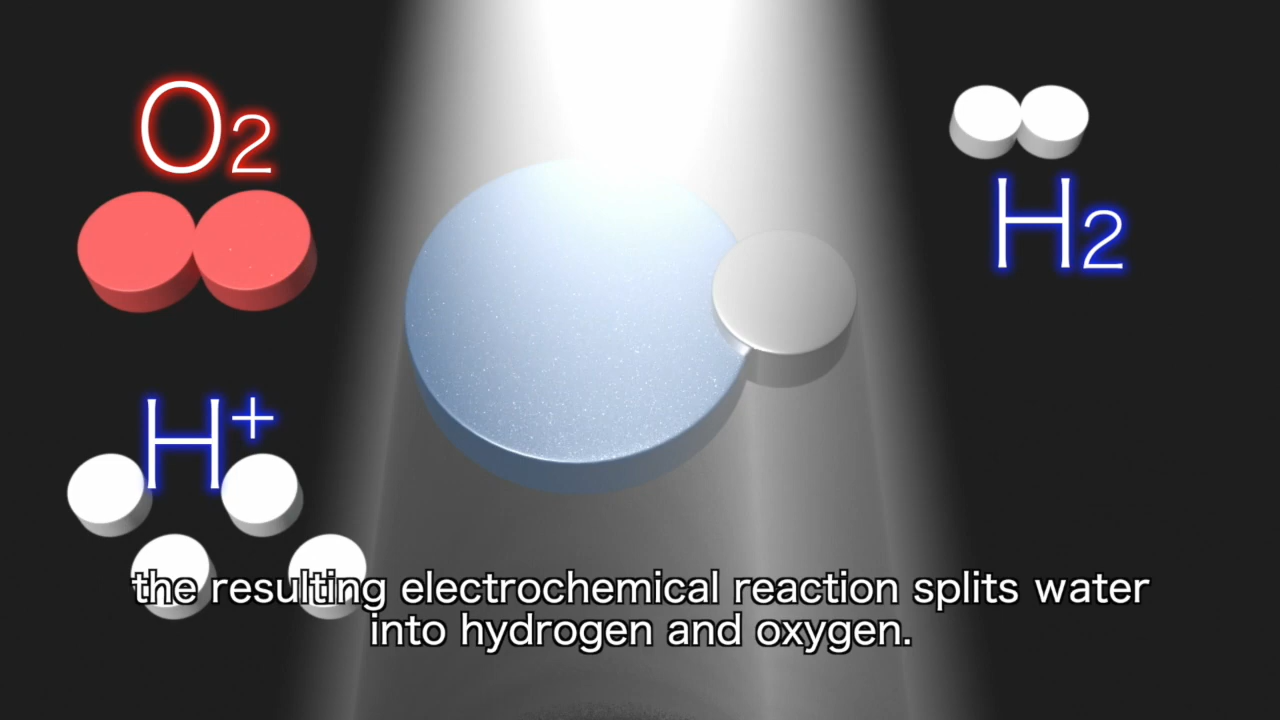 O2
H2
H+
the resulting electrochemical reaction splits water
into hydrogen and oxygen.